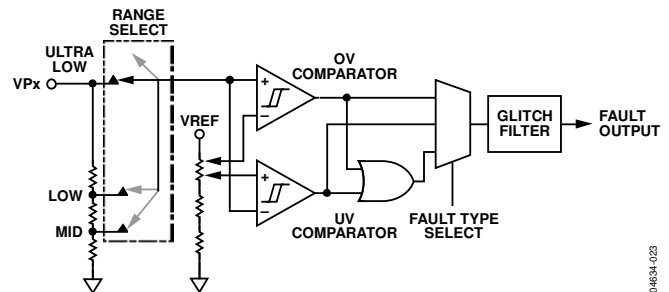 RANGE
SELECT
ULTRA
LOW
VPx
LOW
MID
VREF
+
−
+
−
OV
COMPARATOR
UV
COMPARATOR
FAULT TYPE
SELECT
GLITCH
FILTER
FAULT
OUTPUT
04634-023